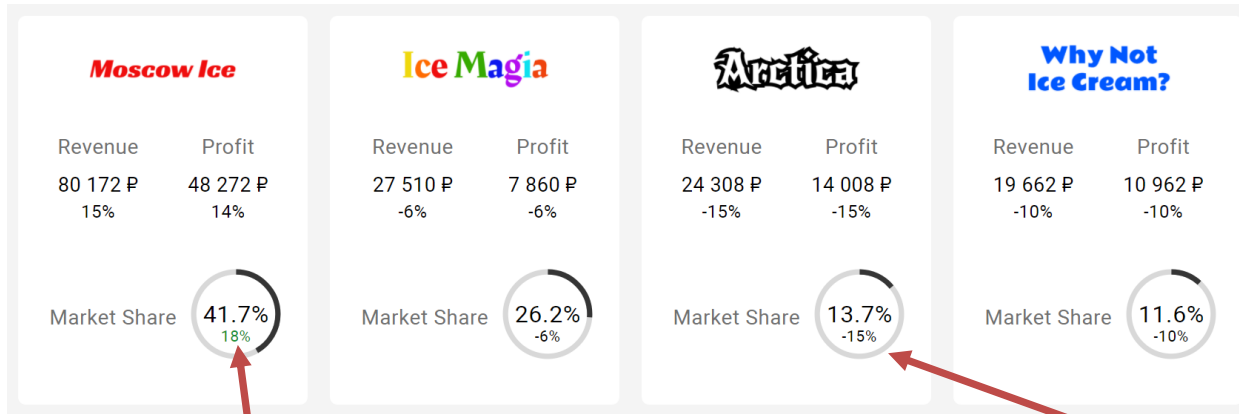 Moscow Ice
Revenue Profit
80 172 ₽ 48 272 ₽
15% 14%
Market Share 41.7%
18%
Ice Magia
Revenue Profit
27 510 ₽ 7 860 ₽
-6% -6%
Market Share 26.2%
-6%
Arctica
Revenue Profit
24 308 ₽ 14 008 ₽
-15% -15%
Market Share 13.7%
-15%
Why Not
Ice Cream?
Revenue Profit
19 662 ₽ 10 962 ₽
-10% -10%
Market Share 11.6%
-10%